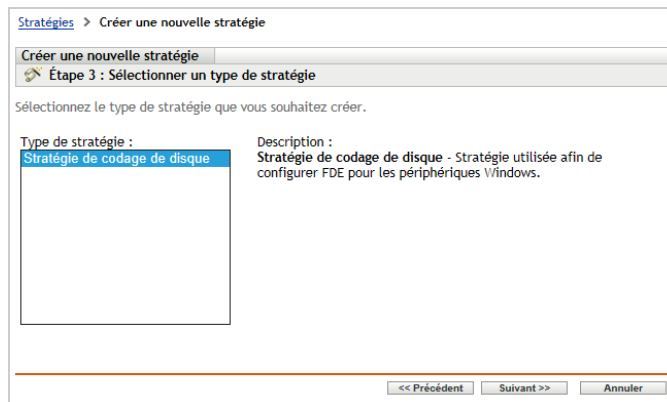 Stratégies > Créer une nouvelle stratégie
Créer une nouvelle stratégie
Étape 3 : Sélectionner un type de stratégie
Sélectionnez le type de stratégie que vous souhaitez créer.
Type de stratégie :
Stratégie de codage de disque
Description :
Stratégie de codage de disque - Stratégie utilisée afin de
configurer FDE pour les périphériques Windows.
<< Précédent
Suivant >>
Annuler